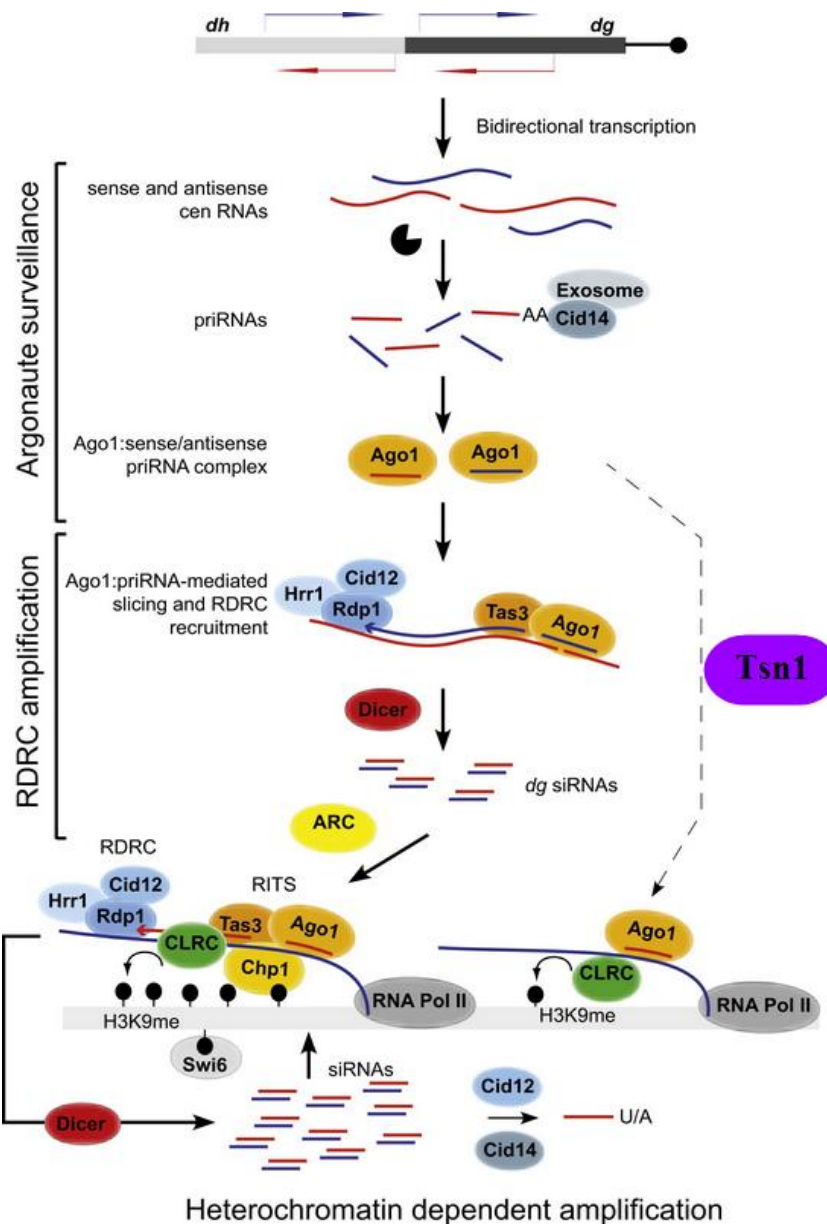 dh
dg
Bidirectional transcription
sense and antisense
cen RNAs
Argonaute surveillance
priRNAs
AA
Exosome
Cid14
Ago1:sense/antisense
priRNA complex
Ago1
Ago1
RDRC amplification
Ago1:priRNA-mediated
slicing and RDRC
recruitment
Cid12
Hrr1
Rdp1
Tas3
Ago1
Tsn1
Dicer
dg siRNAs
ARC
RDRC
RITS
Cid12
Hrr1
Rdp1
CLRC
Tas3
Ago1
Chp1
RNA Pol II
H3K9me
Swi6
Ago1
CLRC
H3K9me
RNA Pol II
siRNAs
Dicer
Cid12
Cid14
U/A
Heterochromatin dependent amplification